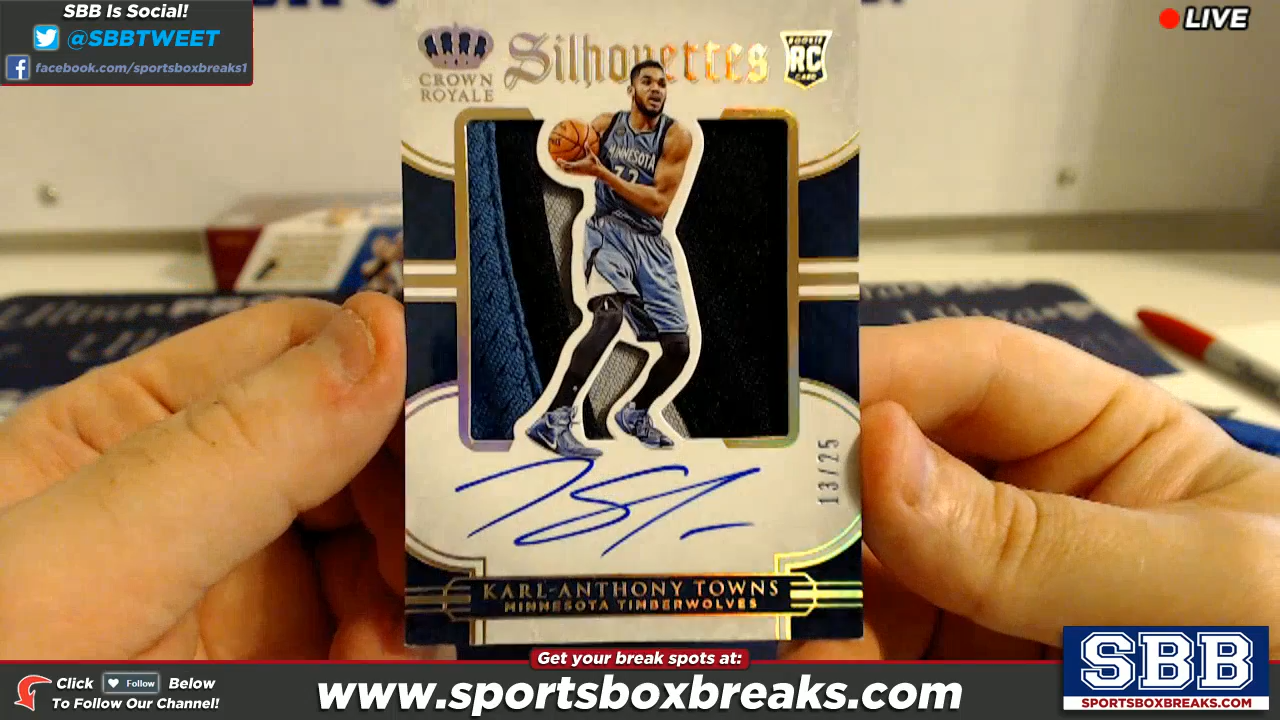 SBB Is Social!
@SBBTWEET
facebook.com/sportsboxbreaks1
LIVE
CROWN
ROYALE
Silhouettes
ROOKIE
RC
CARD
MINNESOTA
32
13/25
KARL-ANTHONY TOWNS
MINNESOTA TIMBERWOLVES
Get your break spots at:
Click Follow Below
To Follow Our Channel!
www.sportsboxbreaks.com
SBB
SPORTSBOXBREAKS.COM